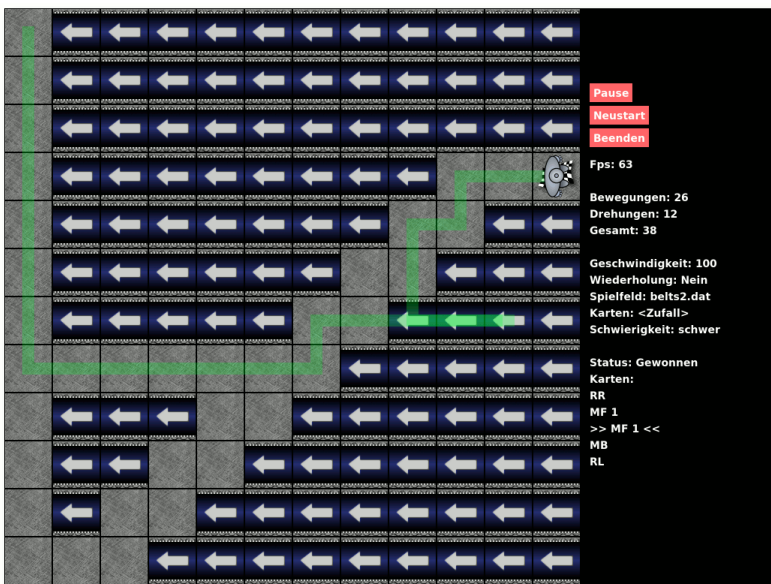 Pause
Neustart
Beenden
Fps: 63
Bewegungen: 26
Drehungen: 12
Gesamt: 38
Geschwindigkeit: 100
Wiederholung: Nein
Spielfeld: belts2.dat
Karten: <Zufall>
Schwierigkeit: schwer
Status: Gewonnen
Karten:
RR
MF 1
>> MF 1 <<
MB
RL